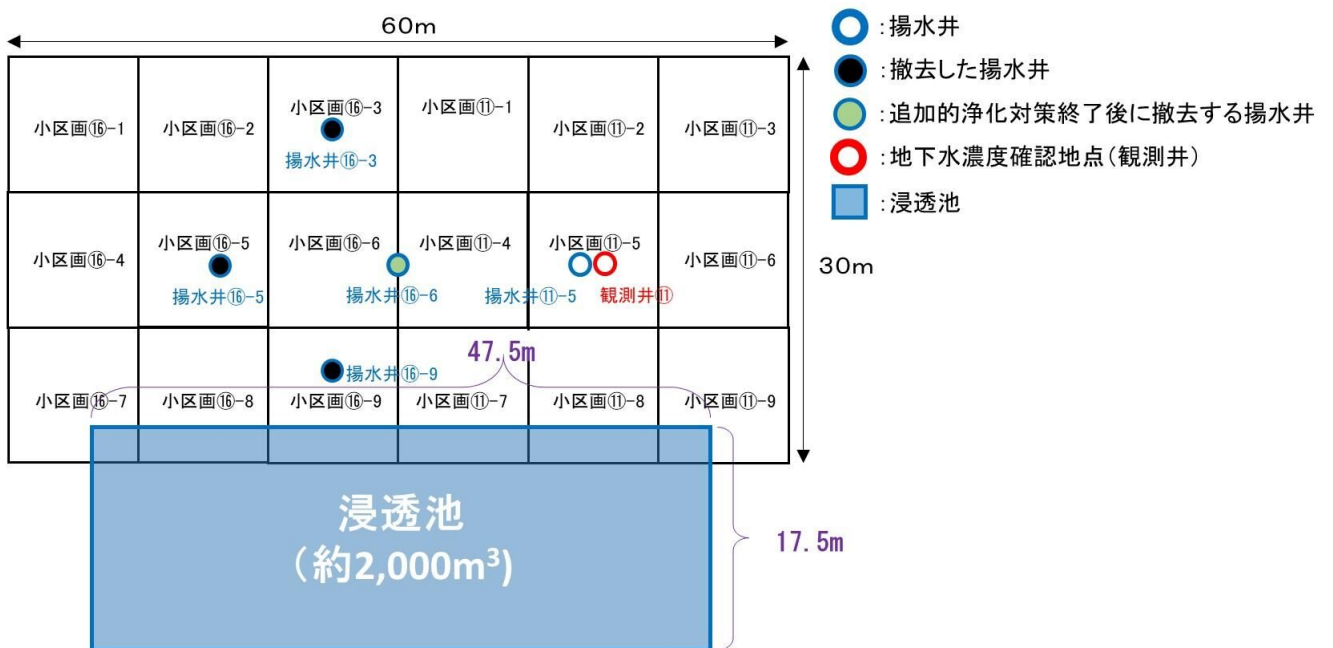 60m
○:揚水井
●:撤去した揚水井
:追加的浄化対策終了後に撤去する揚水井
:地下水濃度確認地点(観測井)
:浸透池
小区画⑯-1
小区画⑯-2
小区画⑯-3
揚水井⑯-3
小区画⑪-1
小区画⑪-2
小区画⑪-3
小区画⑯-4
小区画⑯-5
揚水井⑯-5
小区画⑯-6
揚水井⑯-6
小区画⑪-4
小区画⑪-5
揚水井⑪-5
観測井⑪
小区画⑪-6
30m
47.5m
揚水井⑯-9
小区画⑯-7
小区画⑯-8
小区画⑯-9
小区画⑪-7
小区画⑪-8
小区画⑪-9
浸透池
(約2,000m³)
17.5m